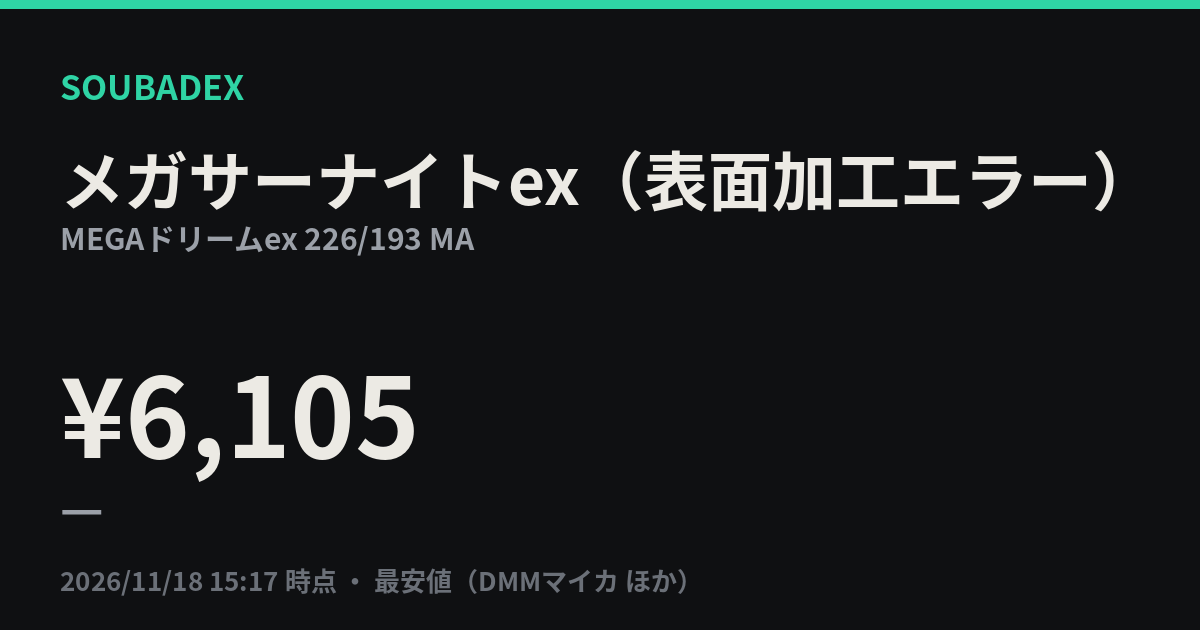 SOUBADEX
メガサーナイトex（表面加工エラー）
MEGAドリームex 226/193 MA
¥6,105
—
2026/11/18 15:17 時点 ・ 最安値（DMMマイカ ほか）